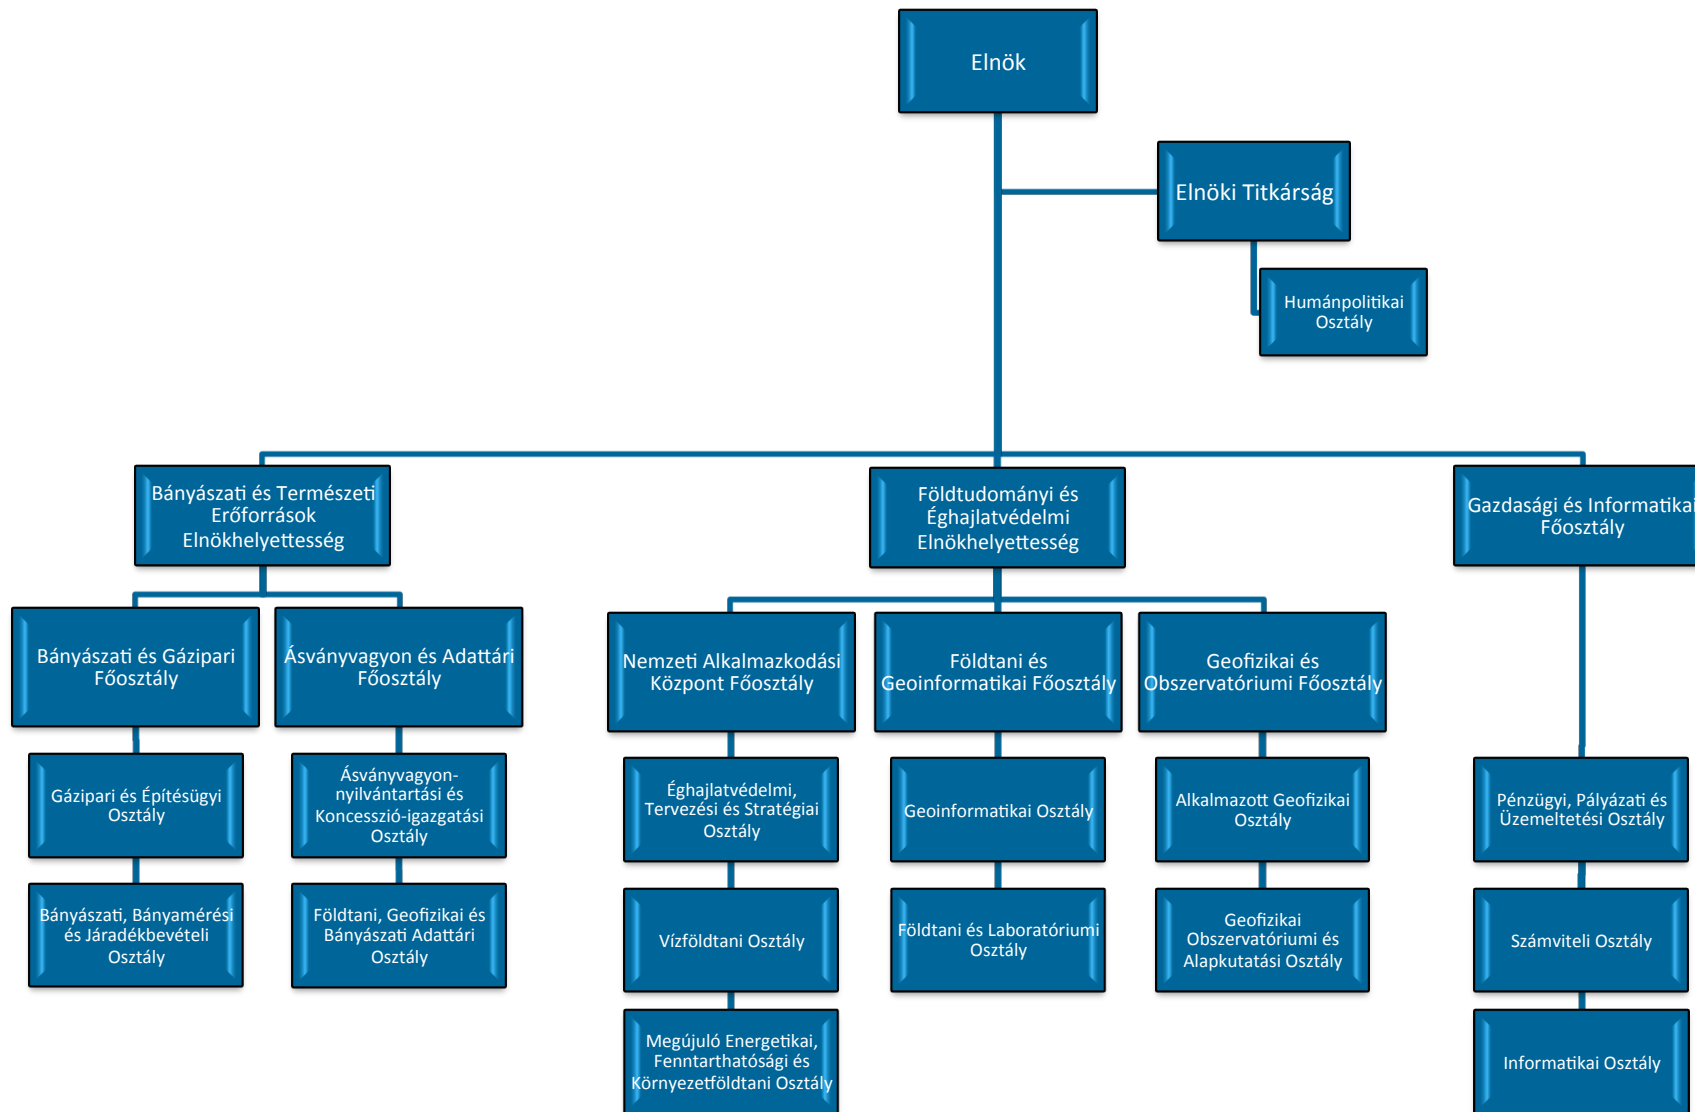 Elnök
Elnöki Titkárság
Humánpolitikai
Osztály
Bányászati és Természeti
Erőforrások
Elnökhelyettesség
Földtudományi és
Éghajlatvédelmi
Elnökhelyettesség
Gazdasági és Informatikai
Főosztály
Bányászati és Gázipari
Főosztály
Ásványvagyon és Adattári
Főosztály
Nemzeti Alkalmazkodási
Központ Főosztály
Földtani és
Geoinformatikai Főosztály
Geofizikai és
Obszervatóriumi Főosztály
Gázipari és Építésügyi
Osztály
Ásványvagyon-
nyilvántartási és
Koncesszió-igazgatási
Osztály
Éghajlatvédelmi,
Tervezési és Stratégiai
Osztály
Geoinformatikai Osztály
Alkalmazott Geofizikai
Osztály
Pénzügyi, Pályázati és
Üzemeltetési Osztály
Bányászati, Bányamérési
és Járadékbevételi
Osztály
Földtani, Geofizikai és
Bányászati Adattári
Osztály
Vízföldtani Osztály
Földtani és Laboratóriumi
Osztály
Geofizikai
Obszervatóriumi és
Alapkutatási Osztály
Számviteli Osztály
Megújuló Energetikai,
Fenntarthatósági és
Környezetföldtani Osztály
Informatikai Osztály